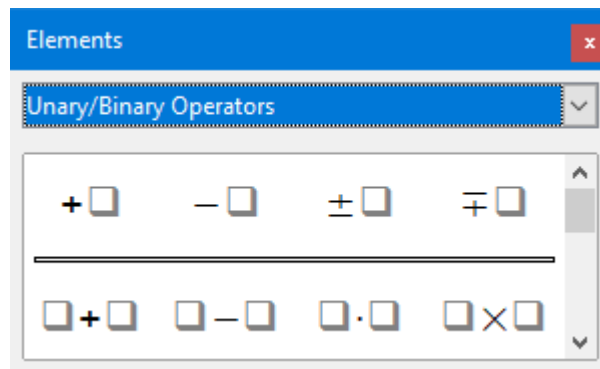 Elements
x
Unary/Binary Operators
+□ −□ ±□ ∓□
□+□ □−□ □·□ □×□